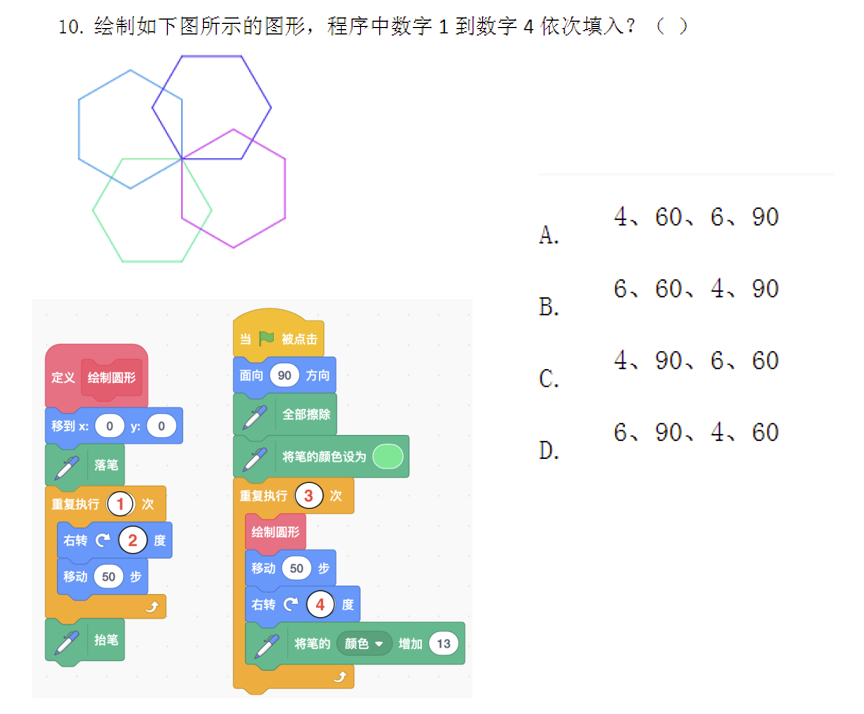 10. 绘制如下图所示的图形，程序中数字 1 到数字 4 依次填入？（ ）
A. 4、60、6、90
B. 6、60、4、90
C. 4、90、6、60
D. 6、90、4、60
定义 绘制圆形
移到 x: 0 y: 0
落笔
重复执行 1 次
右转 2 度
移动 50 步
抬笔
当 被点击
面向 90 方向
全部擦除
将笔的颜色设为
重复执行 3 次
绘制圆形
移动 50 步
右转 4 度
将笔的 颜色 增加 13